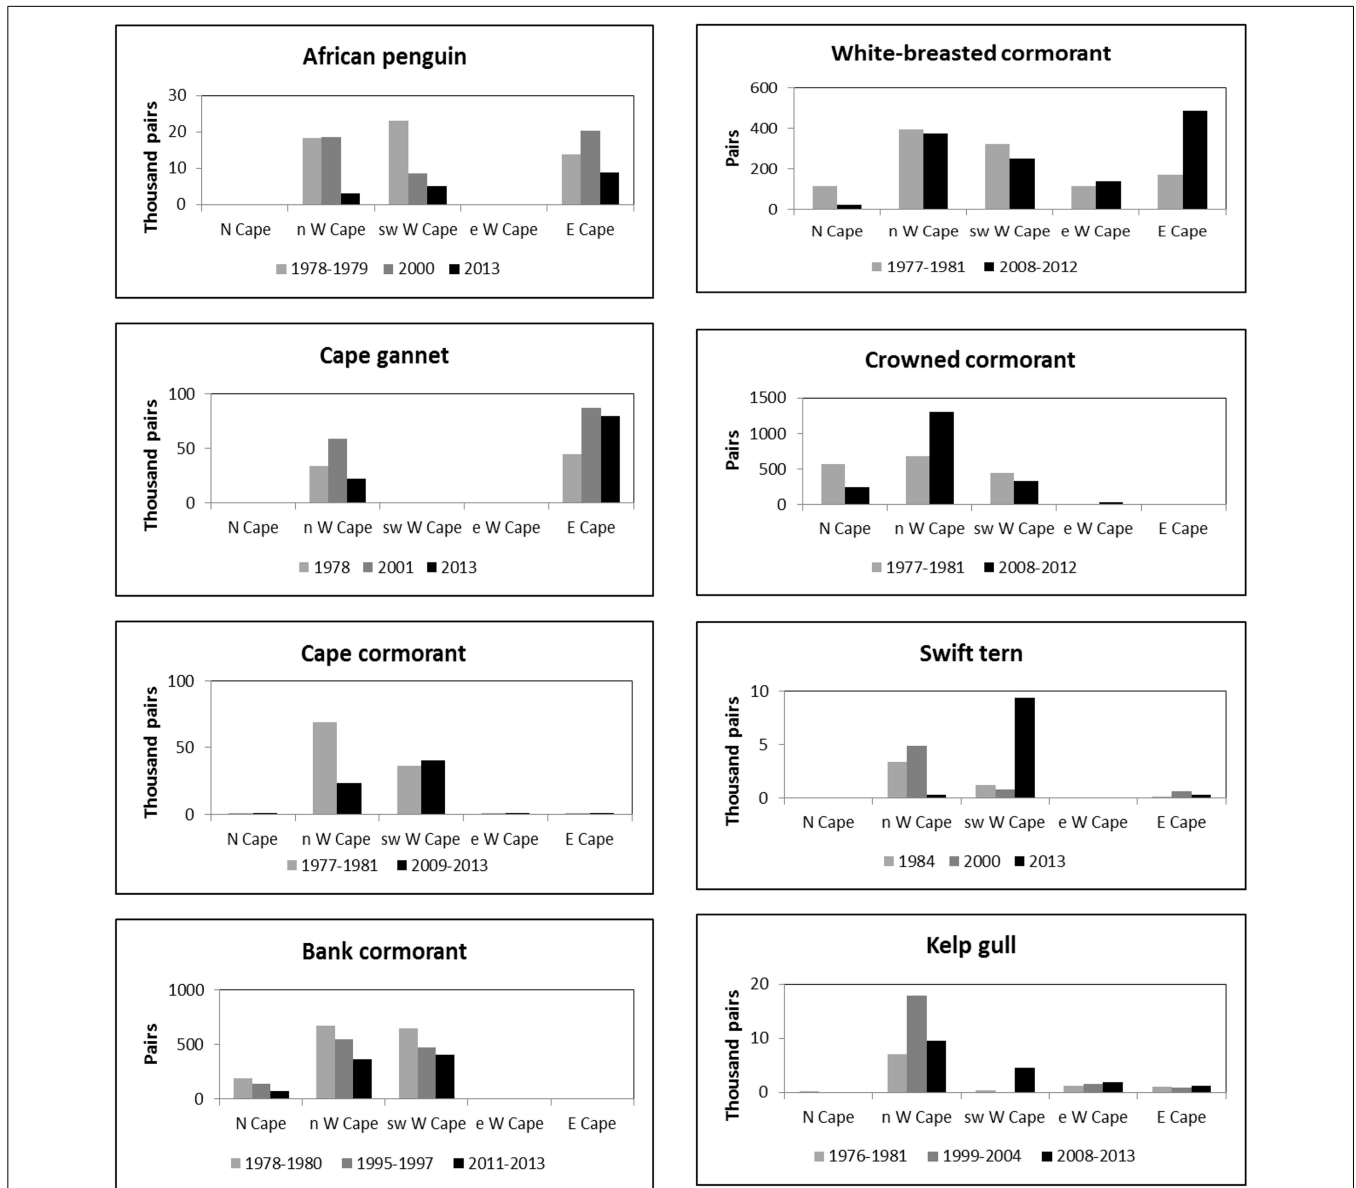 African penguin
Thousand pairs
30
20
10
0
N Cape n W Cape sw W Cape e W Cape E Cape
1978-1979 2000 2013
White-breasted cormorant
Pairs
600
400
200
0
N Cape n W Cape sw W Cape e W Cape E Cape
1977-1981 2008-2012
Cape gannet
Thousand pairs
100
50
0
N Cape n W Cape sw W Cape e W Cape E Cape
1978 2001 2013
Crowned cormorant
Pairs
1500
1000
500
0
N Cape n W Cape sw W Cape e W Cape E Cape
1977-1981 2008-2012
Cape cormorant
Thousand pairs
100
50
0
N Cape n W Cape sw W Cape e W Cape E Cape
1977-1981 2009-2013
Swift tern
Thousand pairs
10
5
0
N Cape n W Cape sw W Cape e W Cape E Cape
1984 2000 2013
Bank cormorant
Pairs
1000
500
0
N Cape n W Cape sw W Cape e W Cape E Cape
1978-1980 1995-1997 2011-2013
Kelp gull
Thousand pairs
20
10
0
N Cape n W Cape sw W Cape e W Cape E Cape
1976-1981 1999-2004 2008-2013